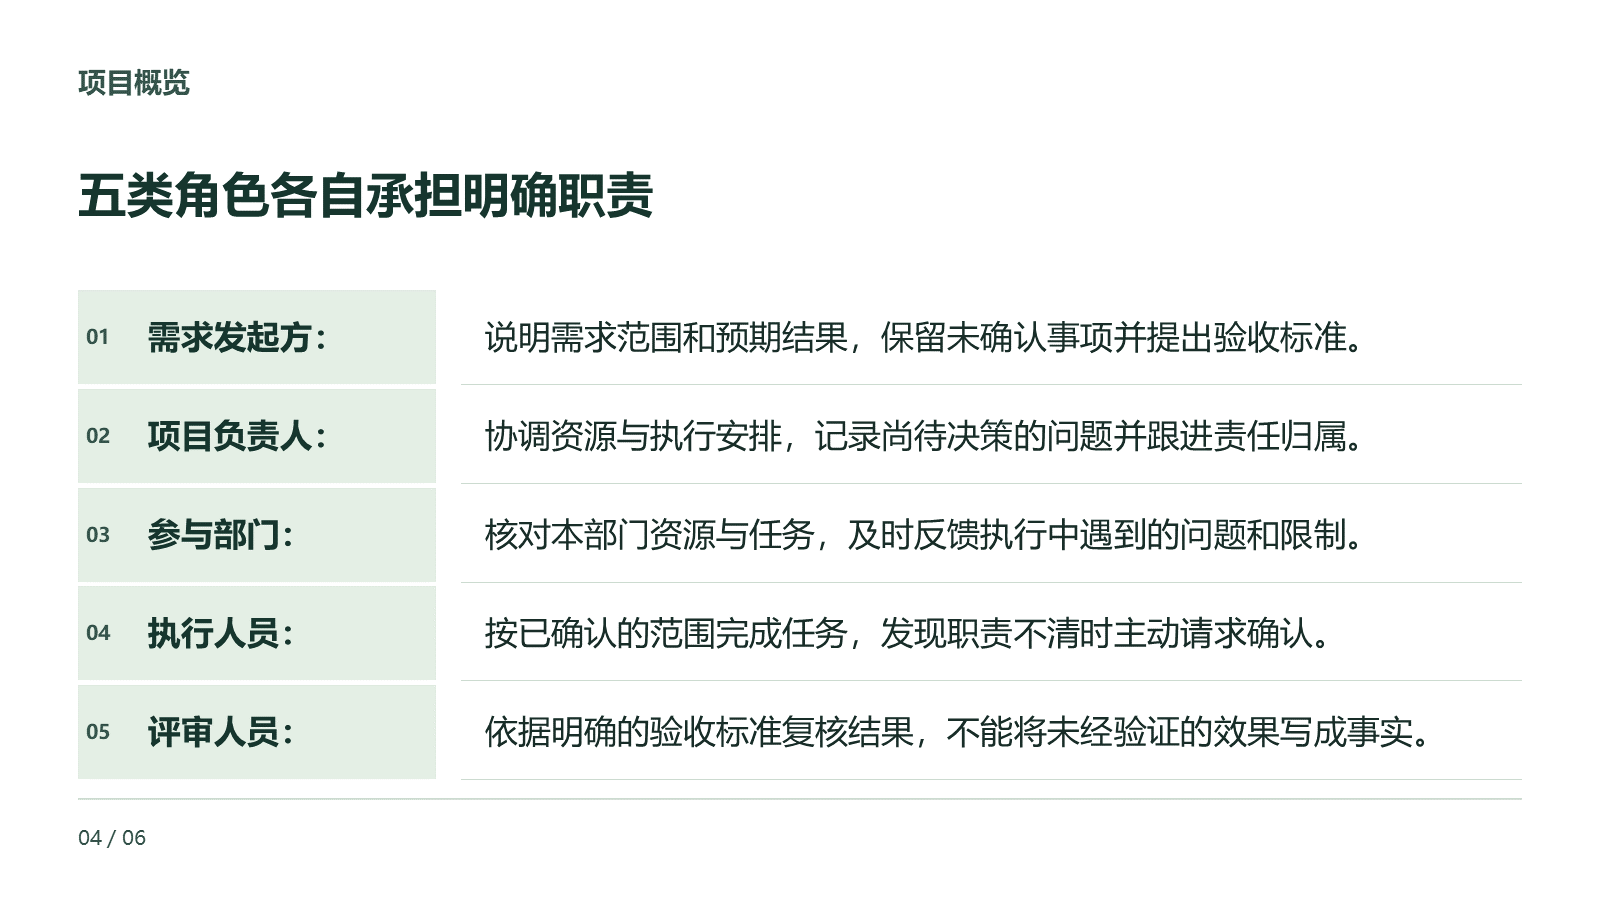 项目概览
五类角色各自承担明确职责
01 需求发起方： 说明需求范围和预期结果，保留未确认事项并提出验收标准。
02 项目负责人： 协调资源与执行安排，记录尚待决策的问题并跟进责任归属。
03 参与部门： 核对本部门资源与任务，及时反馈执行中遇到的问题和限制。
04 执行人员： 按已确认的范围完成任务，发现职责不清时主动请求确认。
05 评审人员： 依据明确的验收标准复核结果，不能将未经验证的效果写成事实。
04 / 06